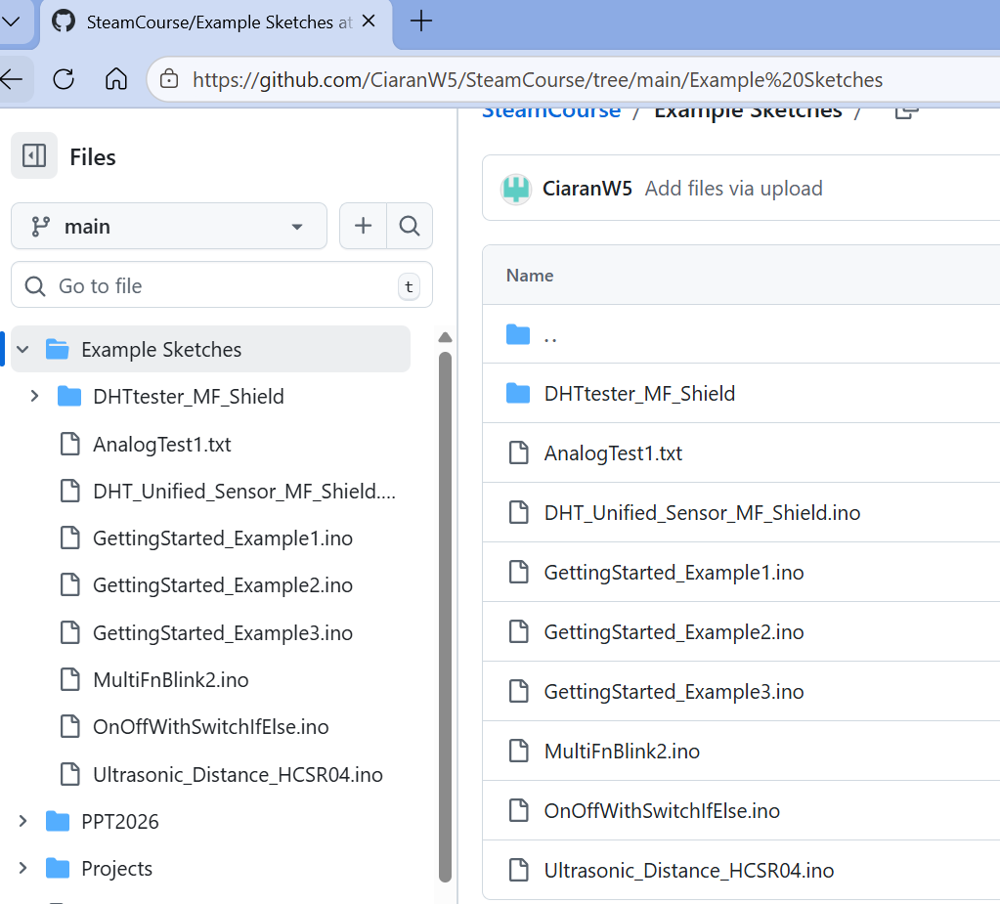 SteamCourse/Example Sketches at
https://github.com/CiaranW5/SteamCourse/tree/main/Example%20Sketches
Files
main
Go to file
t
Example Sketches
DHTtester_MF_Shield
AnalogTest1.txt
DHT_Unified_Sensor_MF_Shield....
GettingStarted_Example1.ino
GettingStarted_Example2.ino
GettingStarted_Example3.ino
MultiFnBlink2.ino
OnOffWithSwitchIfElse.ino
Ultrasonic_Distance_HCSR04.ino
PPT2026
Projects
SteamCourse / Example Sketches /
CiaranW5 Add files via upload
Name
..
DHTtester_MF_Shield
AnalogTest1.txt
DHT_Unified_Sensor_MF_Shield.ino
GettingStarted_Example1.ino
GettingStarted_Example2.ino
GettingStarted_Example3.ino
MultiFnBlink2.ino
OnOffWithSwitchIfElse.ino
Ultrasonic_Distance_HCSR04.ino